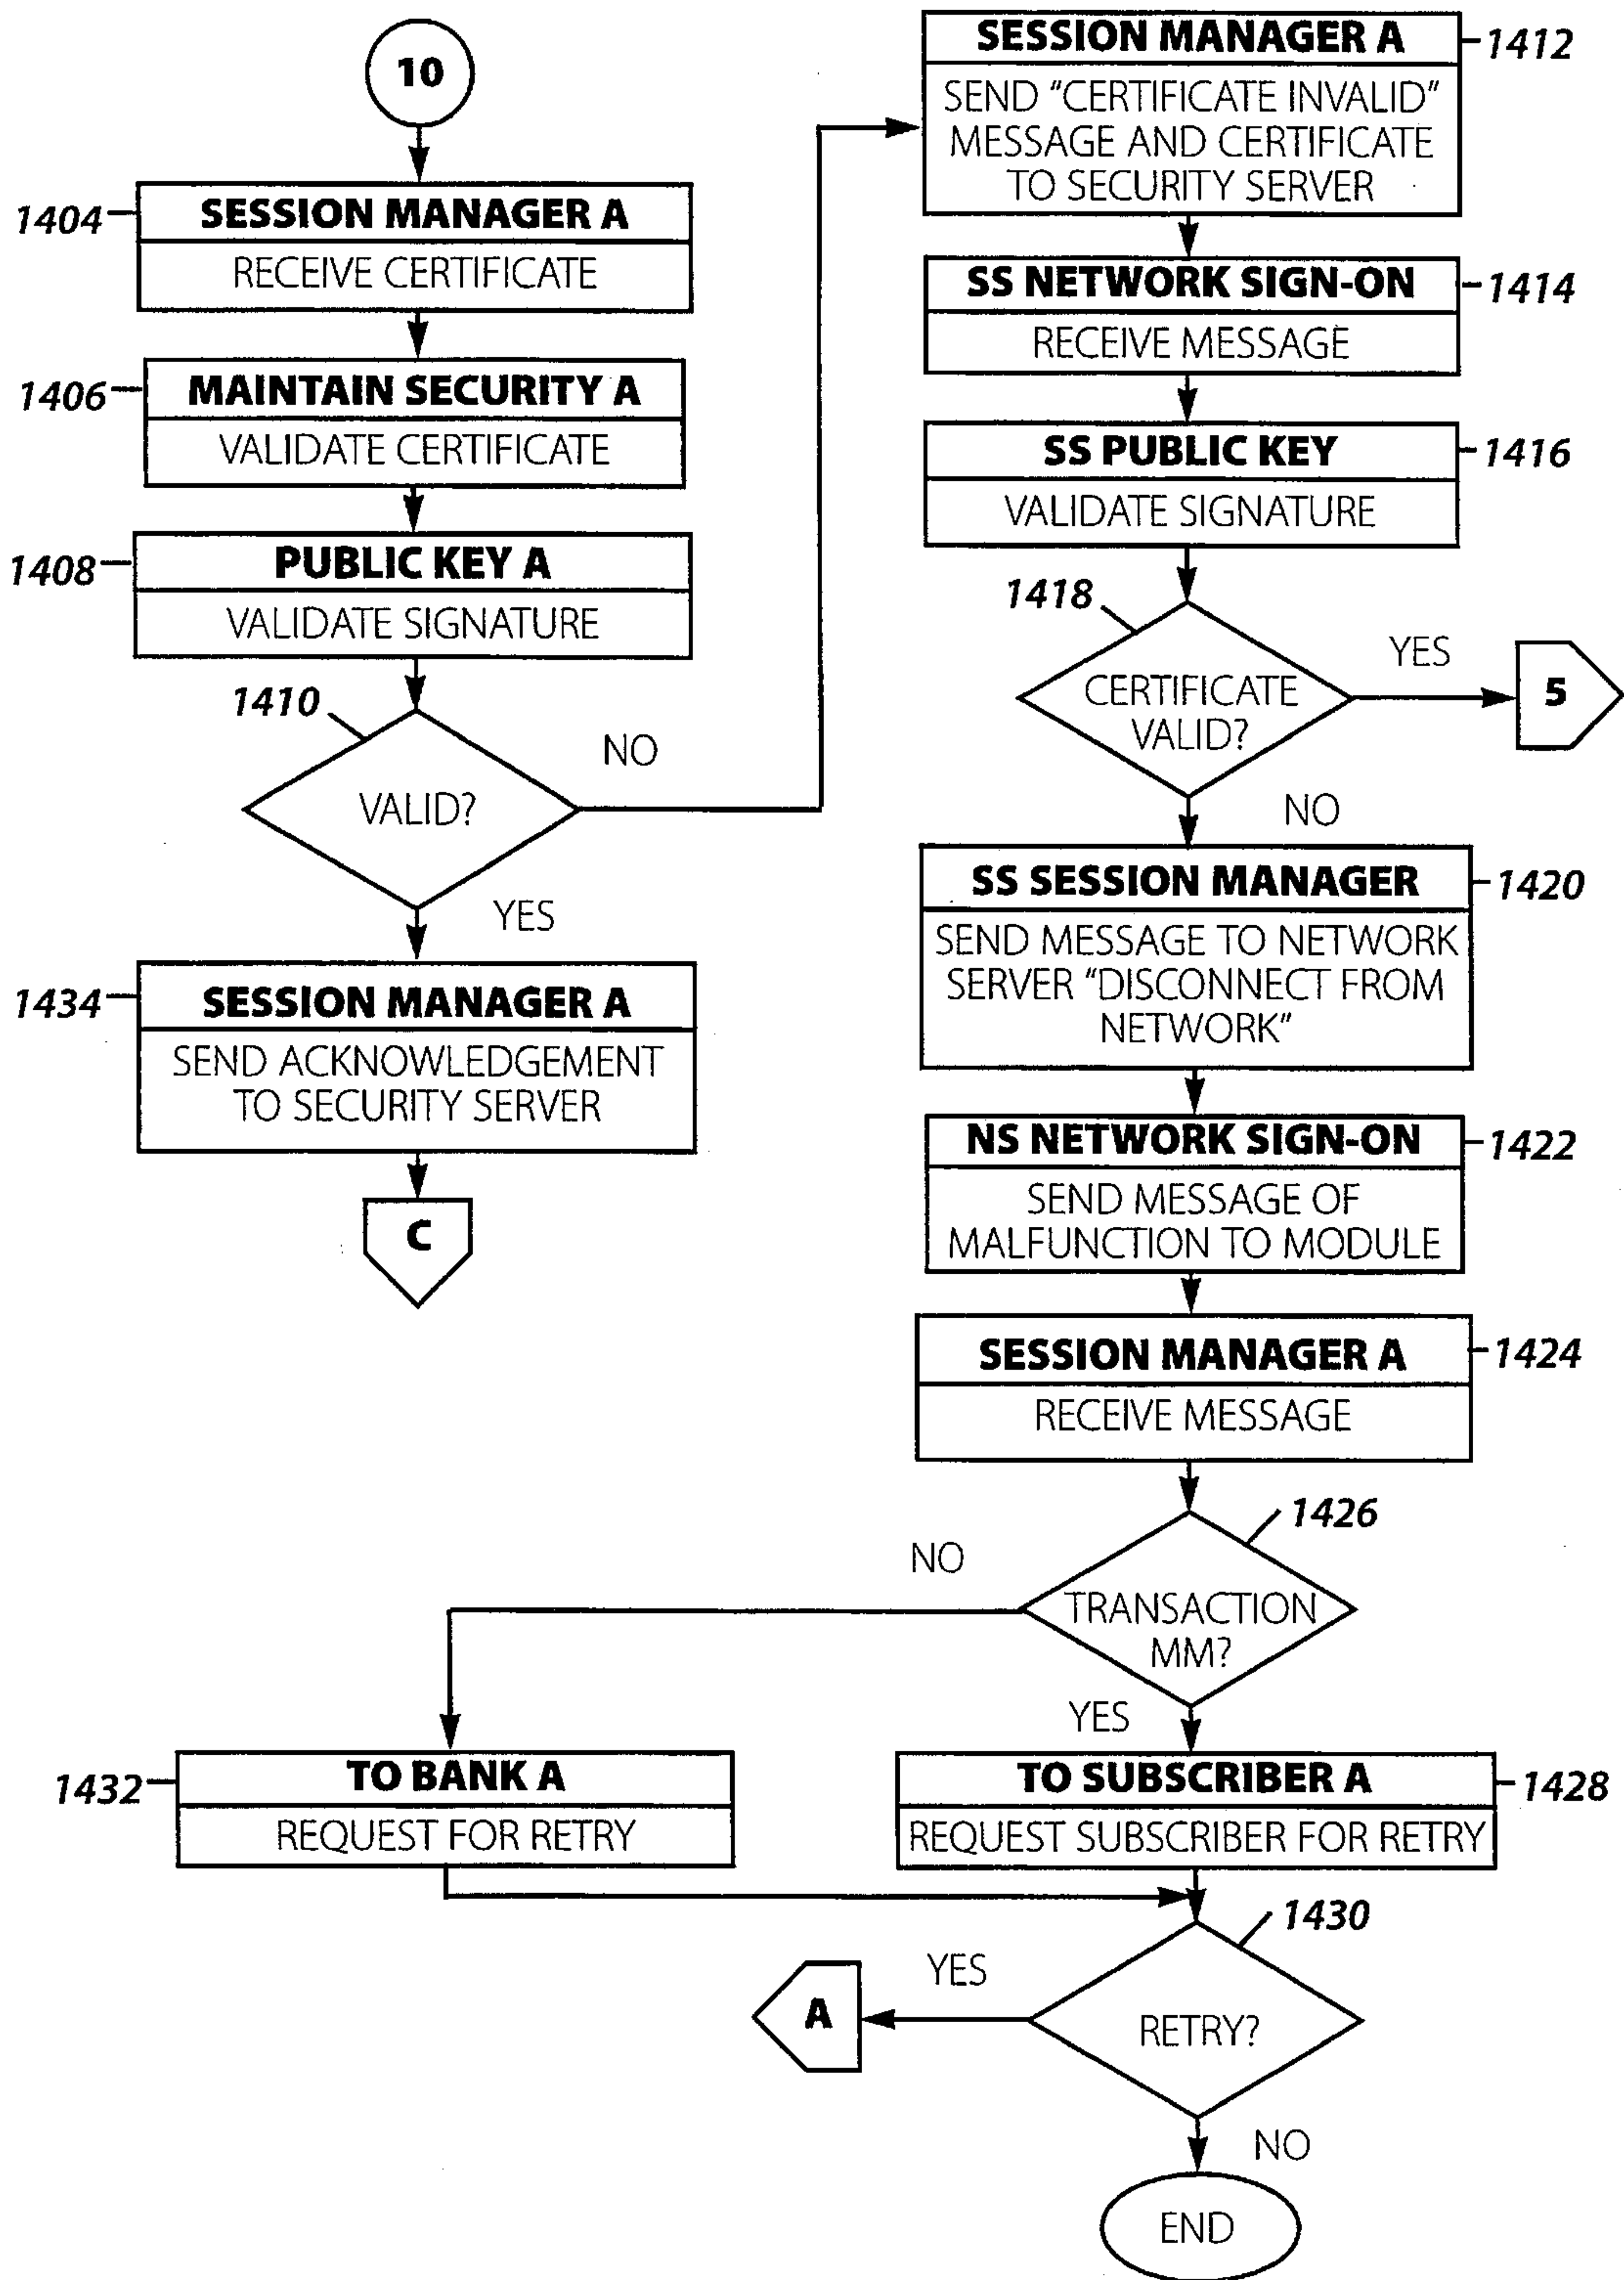 10
1404
SESSION MANAGER A
RECEIVE CERTIFICATE
1406
MAINTAIN SECURITY A
VALIDATE CERTIFICATE
1408
PUBLIC KEY A
VALIDATE SIGNATURE
1410
VALID?
NO
YES
1434
SESSION MANAGER A
SEND ACKNOWLEDGEMENT
TO SECURITY SERVER
C
SESSION MANAGER A
1412
SEND "CERTIFICATE INVALID"
MESSAGE AND CERTIFICATE
TO SECURITY SERVER
SS NETWORK SIGN-ON
1414
RECEIVE MESSAGE
SS PUBLIC KEY
1416
VALIDATE SIGNATURE
1418
CERTIFICATE
VALID?
YES
5
NO
SS SESSION MANAGER
1420
SEND MESSAGE TO NETWORK
SERVER "DISCONNECT FROM
NETWORK"
NS NETWORK SIGN-ON
1422
SEND MESSAGE OF
MALFUNCTION TO MODULE
SESSION MANAGER A
1424
RECEIVE MESSAGE
1426
TRANSACTION
MM?
NO
YES
1432
TO BANK A
REQUEST FOR RETRY
TO SUBSCRIBER A
1428
REQUEST SUBSCRIBER FOR RETRY
1430
RETRY?
YES
A
NO
END